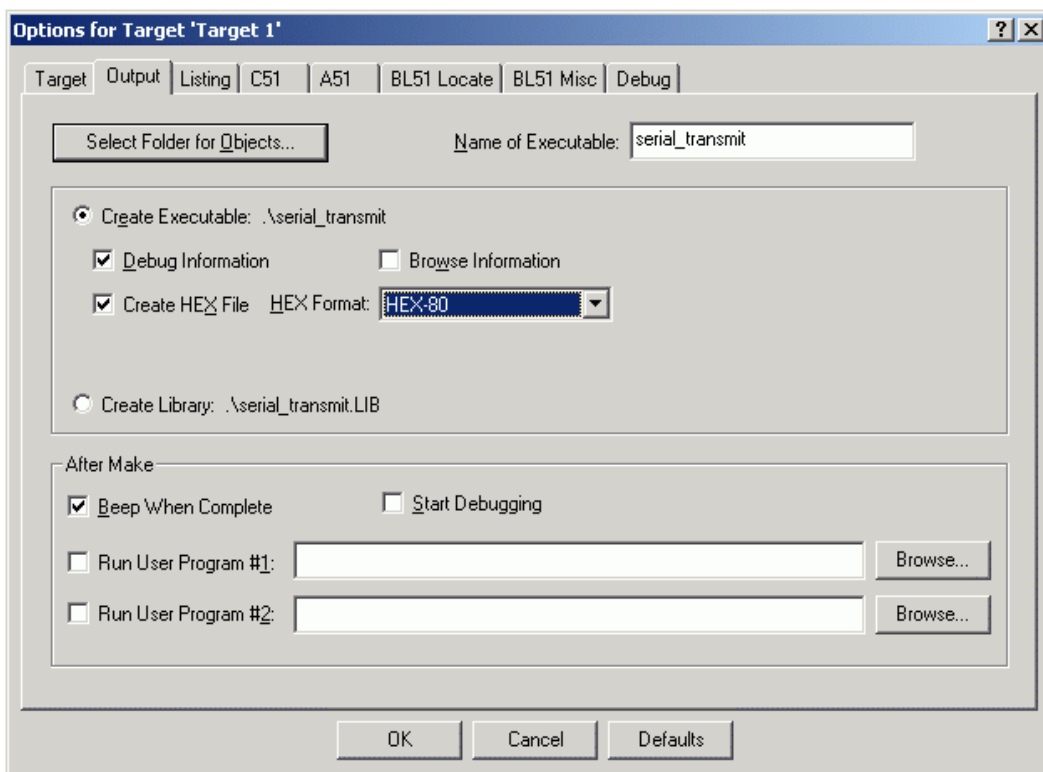 Options for Target 'Target 1'
Target Output Listing C51 A51 BL51 Locate BL51 Misc Debug
Select Folder for Objects... Name of Executable: serial_transmit
Create Executable: .\serial_transmit
Debug Information Browse Information
Create HEX File HEX Format: HEX-80
Create Library: .\serial_transmit.LIB
After Make
Beep When Complete Start Debugging
Run User Program #1: Browse...
Run User Program #2: Browse...
OK Cancel Defaults